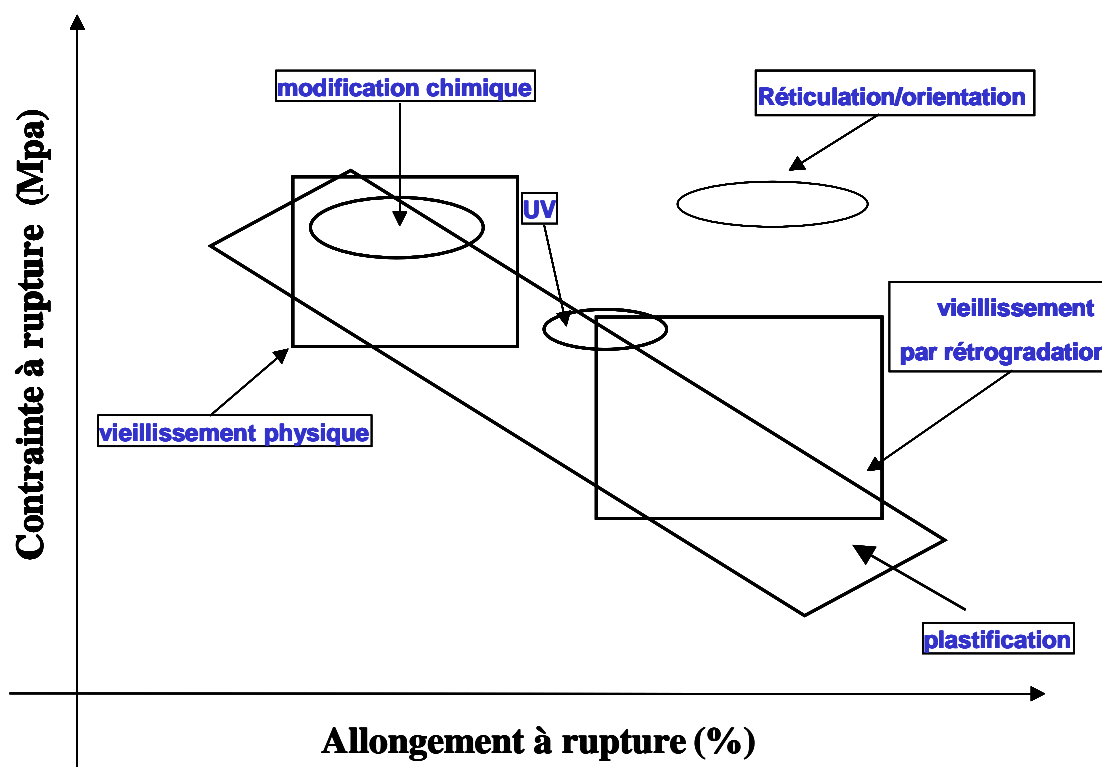 modification chimique
Réticulation/orientation
UV
vieillissement
par rétrogradation
vieillissement physique
plastification
Contrainte à rupture (Mpa)
Allongement à rupture (%)